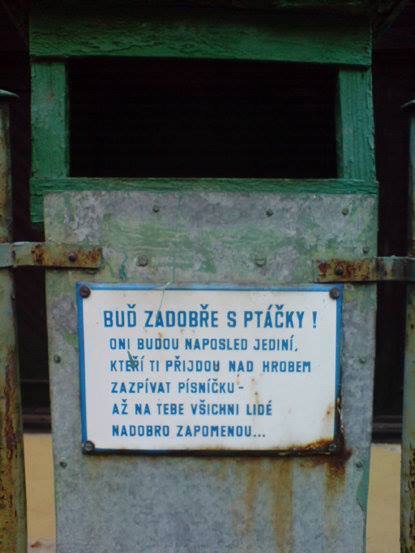 BUĎ ZADOBŘE S PTÁČKY !
ONI BUDOU NAPOSLED JEDINÍ,
KTEŘÍ TI PŘIJDOU NAD HROBEM
ZAZPÍVAT PÍSNIČKU -
AŽ NA TEBE VŠICHNI LIDÉ
NADOBRO ZAPOMENOU...